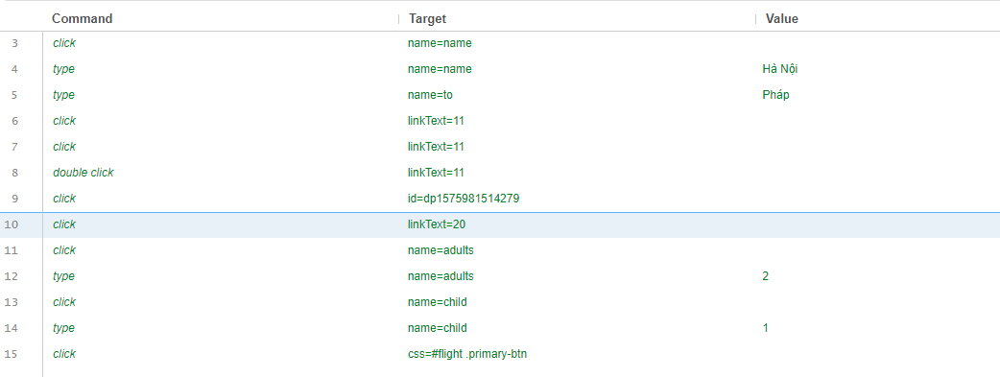 Command Target Value
3 click name=name
4 type name=name Hà Nội
5 type name=to Pháp
6 click linkText=11
7 click linkText=11
8 double click linkText=11
9 click id=dp1575981514279
10 click linkText=20
11 click name=adults
12 type name=adults 2
13 click name=child
14 type name=child 1
15 click css=#flight .primary-btn